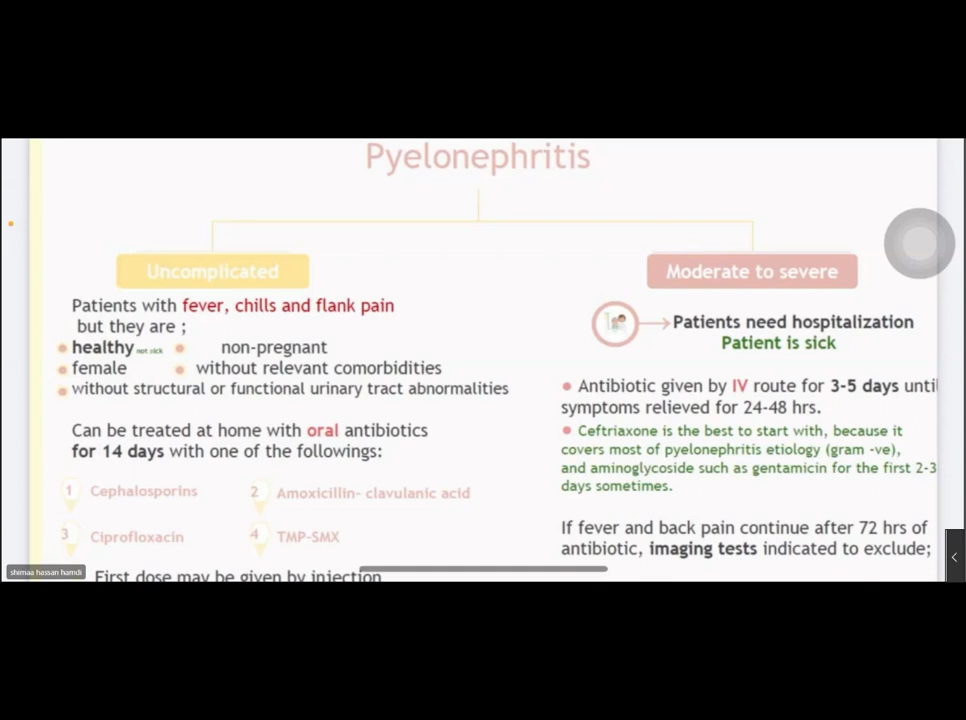 Pyelonephritis
Uncomplicated
Patients with fever, chills and flank pain
but they are ;
healthy not sick
non-pregnant
female
without relevant comorbidities
without structural or functional urinary tract abnormalities
Can be treated at home with oral antibiotics
for 14 days with one of the followings:
1 Cephalosporins
2 Amoxicillin- clavulanic acid
3 Ciprofloxacin
4 TMP-SMX
First dose may be given by injection
Moderate to severe
Patients need hospitalization
Patient is sick
Antibiotic given by IV route for 3-5 days until
symptoms relieved for 24-48 hrs.
Ceftriaxone is the best to start with, because it
covers most of pyelonephritis etiology (gram -ve),
and aminoglycoside such as gentamicin for the first 2-3
days sometimes.
If fever and back pain continue after 72 hrs of
antibiotic, imaging tests indicated to exclude;
shimaa hassan hamdi